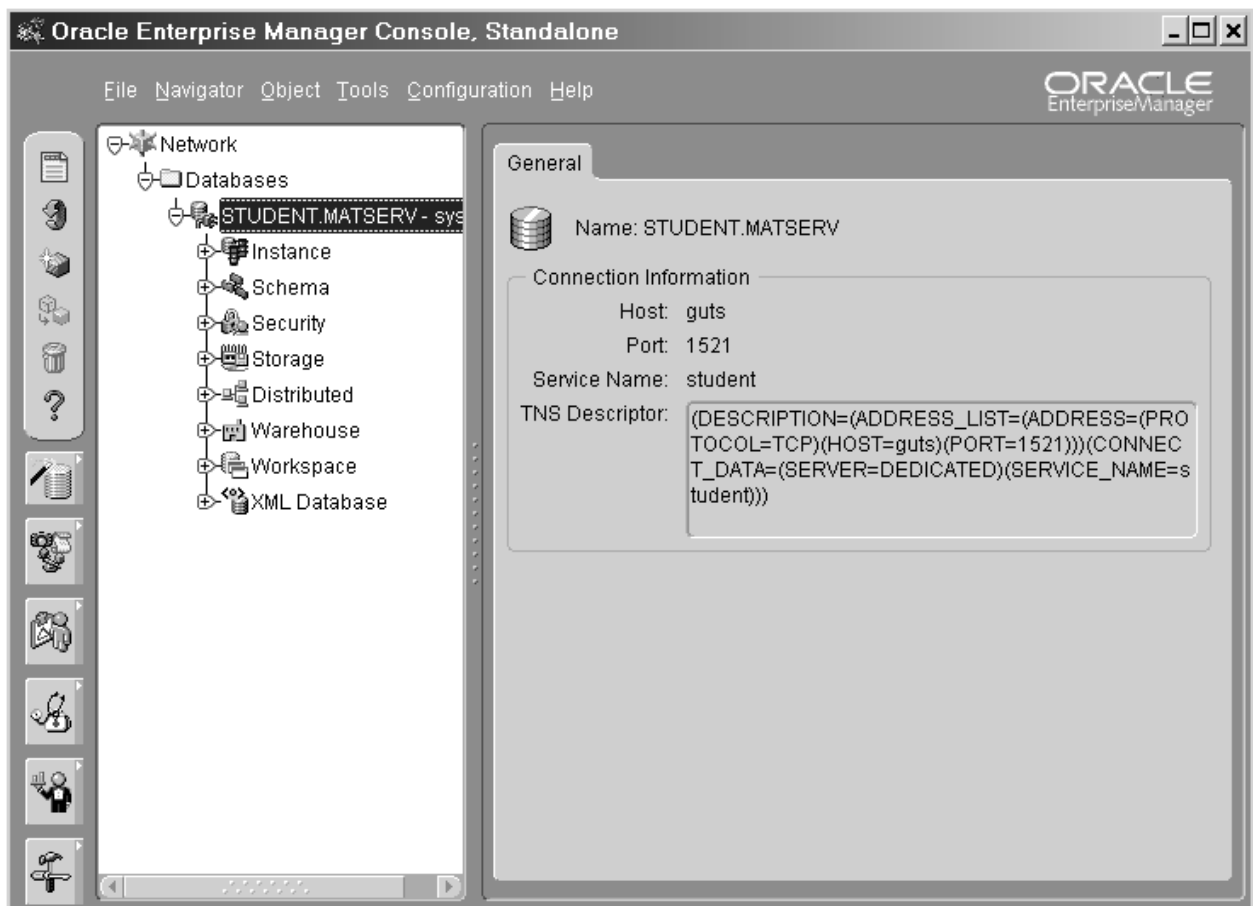 Oracle Enterprise Manager Console, Standalone
File Navigator Object Tools Configuration Help
ORACLE
EnterpriseManager
Network
Databases
STUDENT.MATSERV - sys
Instance
Schema
Security
Storage
Distributed
Warehouse
Workspace
XML Database
General
Name: STUDENT.MATSERV
Connection Information
Host: guts
Port: 1521
Service Name: student
TNS Descriptor:
(DESCRIPTION=(ADDRESS_LIST=(ADDRESS=(PRO
TOCOL=TCP)(HOST=guts)(PORT=1521)))(CONNEC
T_DATA=(SERVER=DEDICATED)(SERVICE_NAME=s
tudent)))